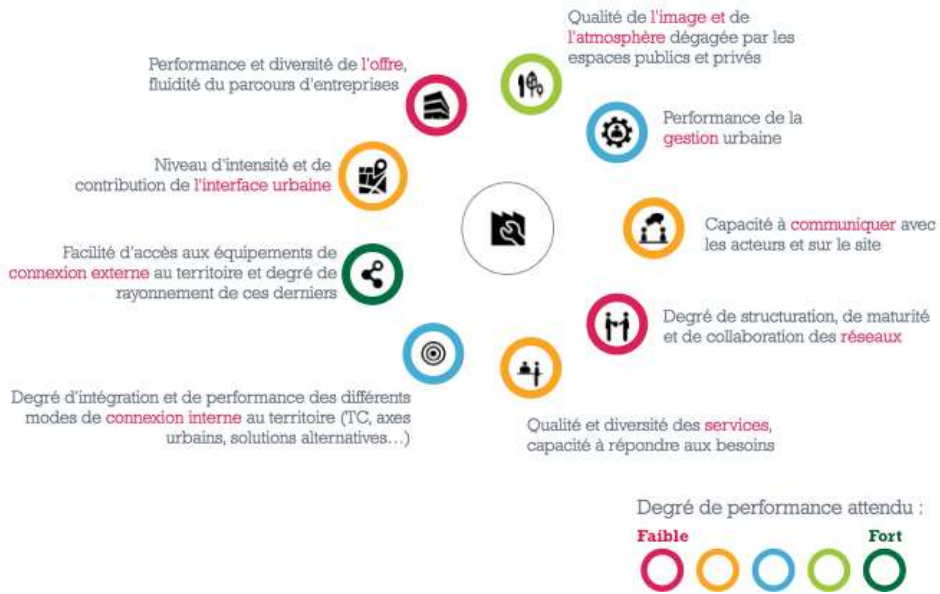 Qualité de l'image et de
l'atmosphère dégagée par les
espaces publics et privés
Performance et diversité de l'offre,
fluidité du parcours d'entreprises
Performance de la
gestion urbaine
Niveau d'intensité et de
contribution de l'interface urbaine
Capacité à communiquer avec
les acteurs et sur le site
Facilité d'accès aux équipements de
connexion externe au territoire et degré de
rayonnement de ces derniers
Degré de structuration, de maturité
et de collaboration des réseaux
Degré d'intégration et de performance des différents
modes de connexion interne au territoire (TC, axes
urbains, solutions alternatives…)
Qualité et diversité des services,
capacité à répondre aux besoins
Degré de performance attendu :
Faible Fort